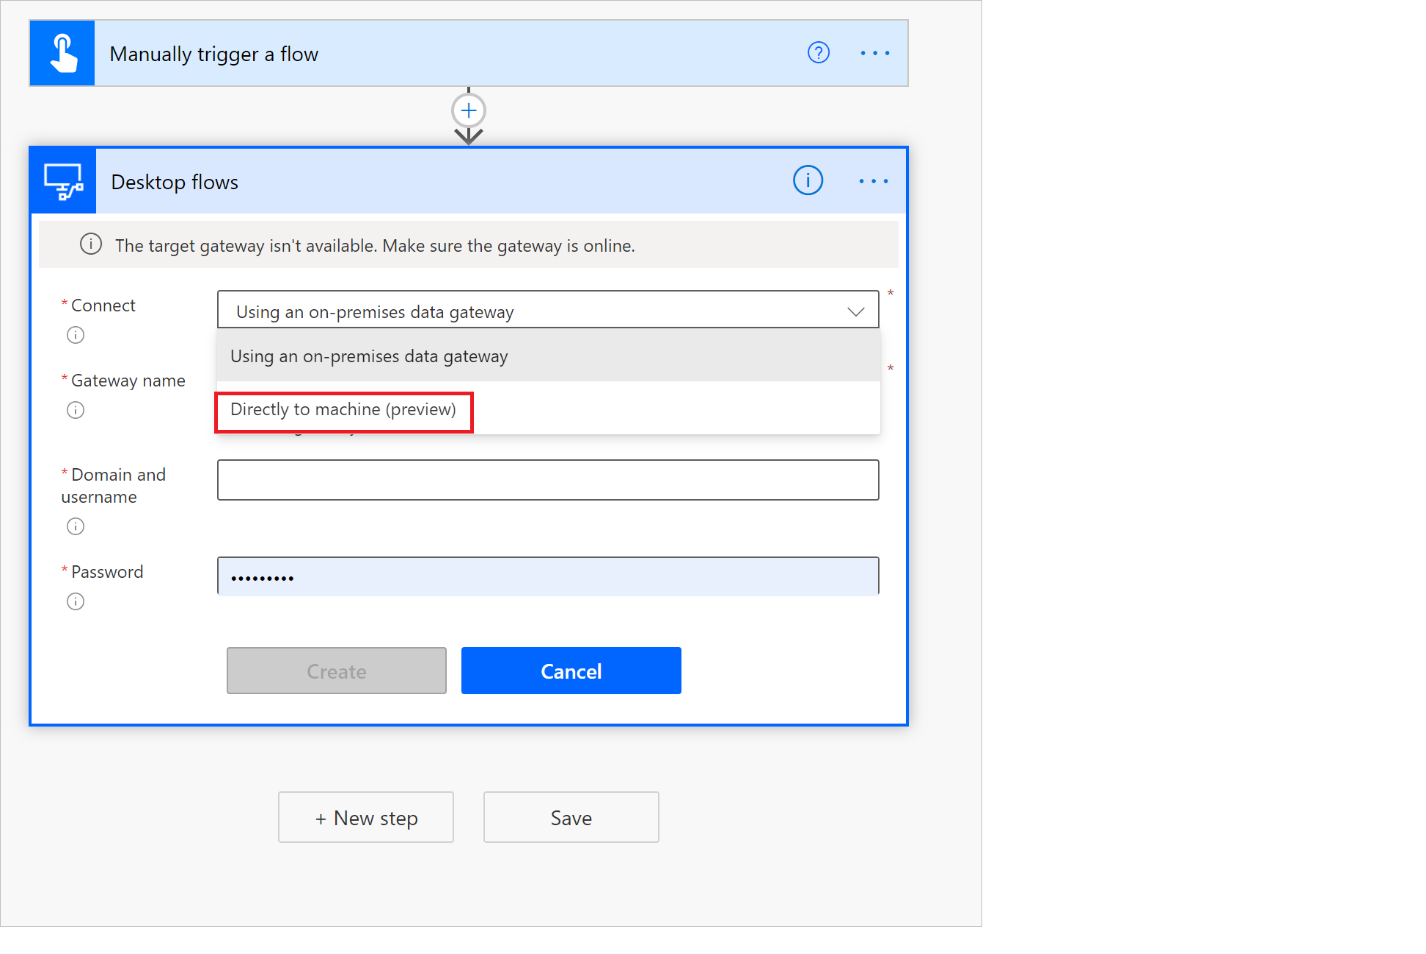 Manually trigger a flow
Desktop flows
The target gateway isn't available. Make sure the gateway is online.
* Connect
Using an on-premises data gateway
*
Using an on-premises data gateway
*
* Gateway name
Directly to machine (preview)
* Domain and
username
* Password
•••••••••
Create
Cancel
+ New step
Save